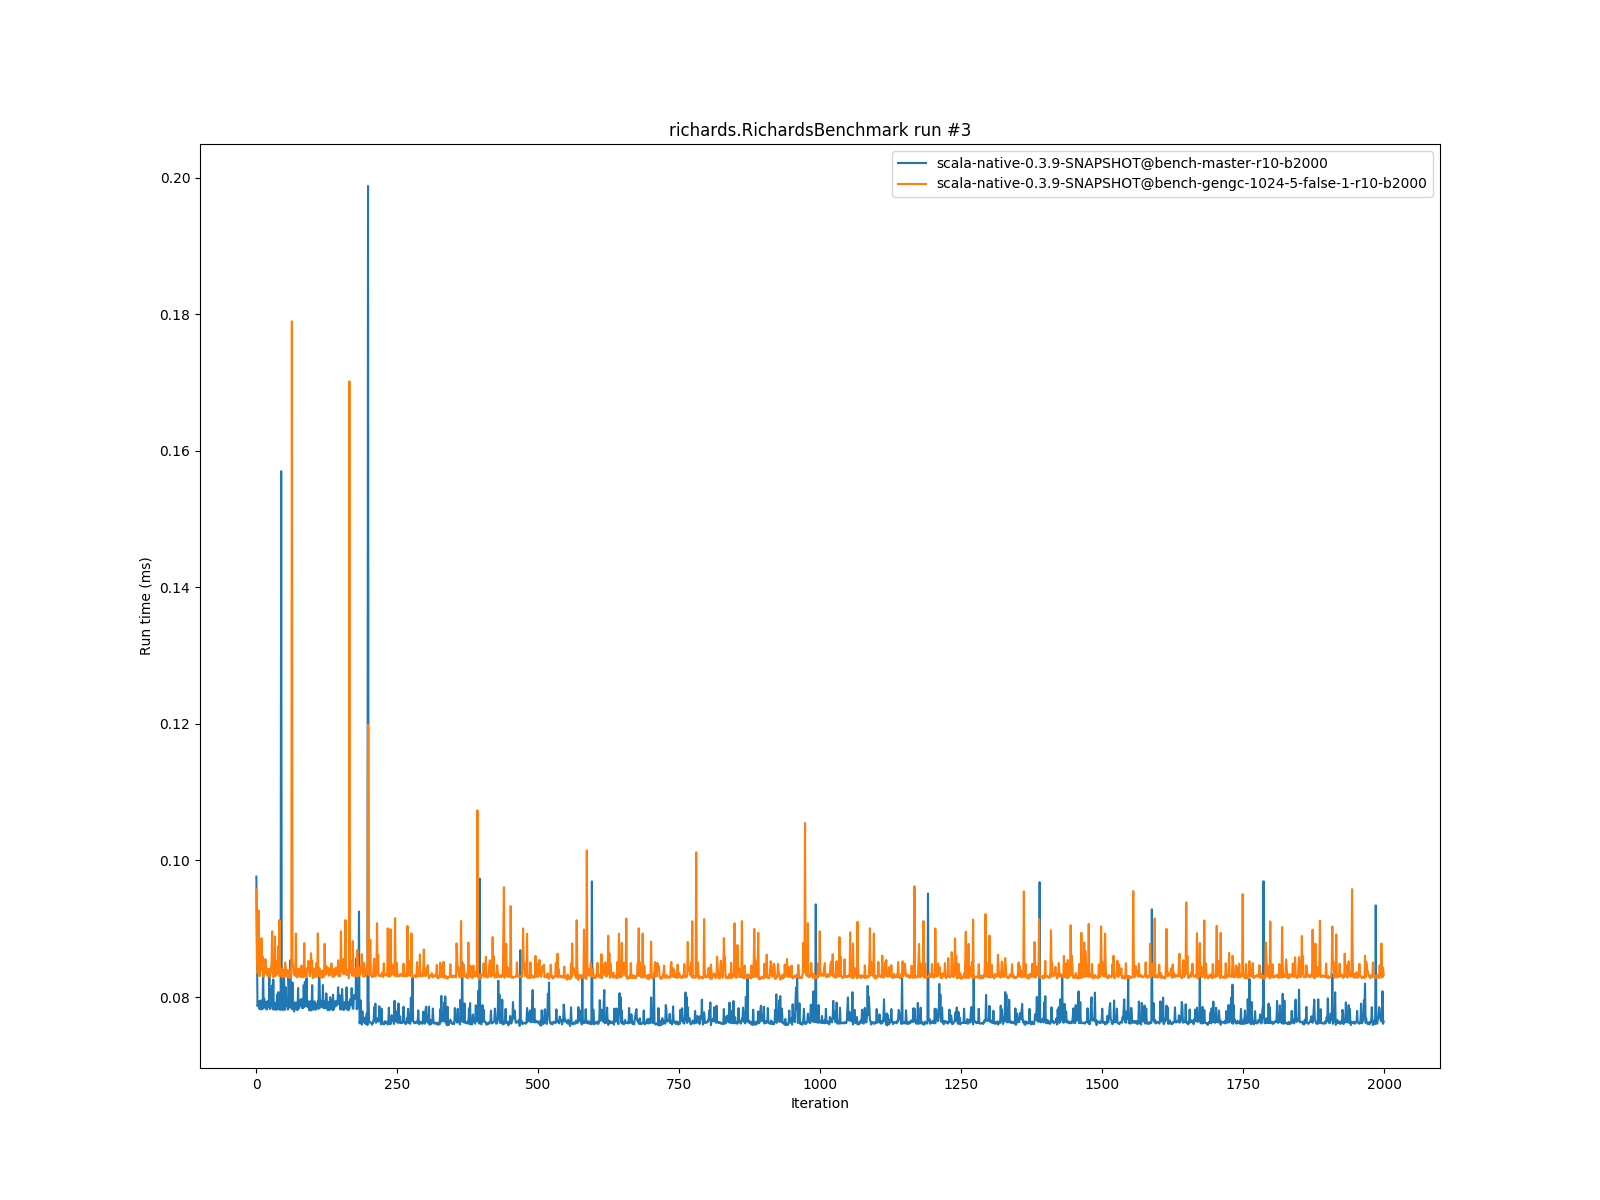 richards.RichardsBenchmark run #3
scala-native-0.3.9-SNAPSHOT@bench-master-r10-b2000
scala-native-0.3.9-SNAPSHOT@bench-gengc-1024-5-false-1-r10-b2000
Run time (ms)
0.20
0.18
0.16
0.14
0.12
0.10
0.08
0 250 500 750 1000 1250 1500 1750 2000
Iteration